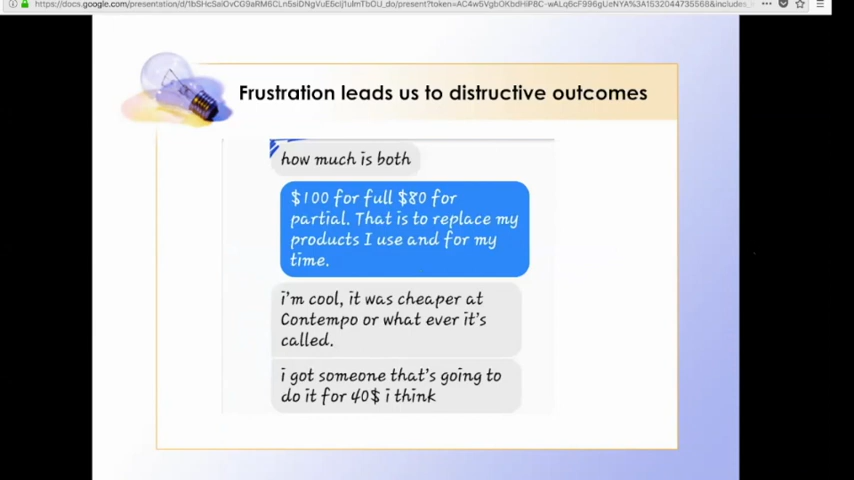 Frustration leads us to distructive outcomes
how much is both
$100 for full $80 for
partial. That is to replace my
products I use and for my
time.
i'm cool, it was cheaper at
Contempo or what ever it's
called.
i got someone that's going to
do it for 40$ i think